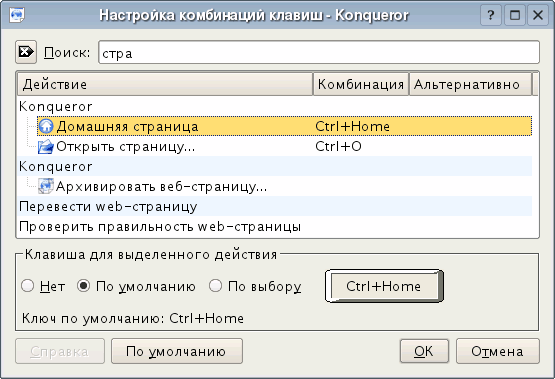 Настройка комбинаций клавиш - Konqueror
Поиск: стра
Действие Комбинация Альтернативно
Konqueror
Домашняя страница Ctrl+Home
Открыть страницу... Ctrl+O
Konqueror
Архивировать веб-страницу...
Перевести web-страницу
Проверить правильность web-страницы
Клавиша для выделенного действия
Нет По умолчанию По выбору Ctrl+Home
Ключ по умолчанию: Ctrl+Home
Справка По умолчанию OK Отмена